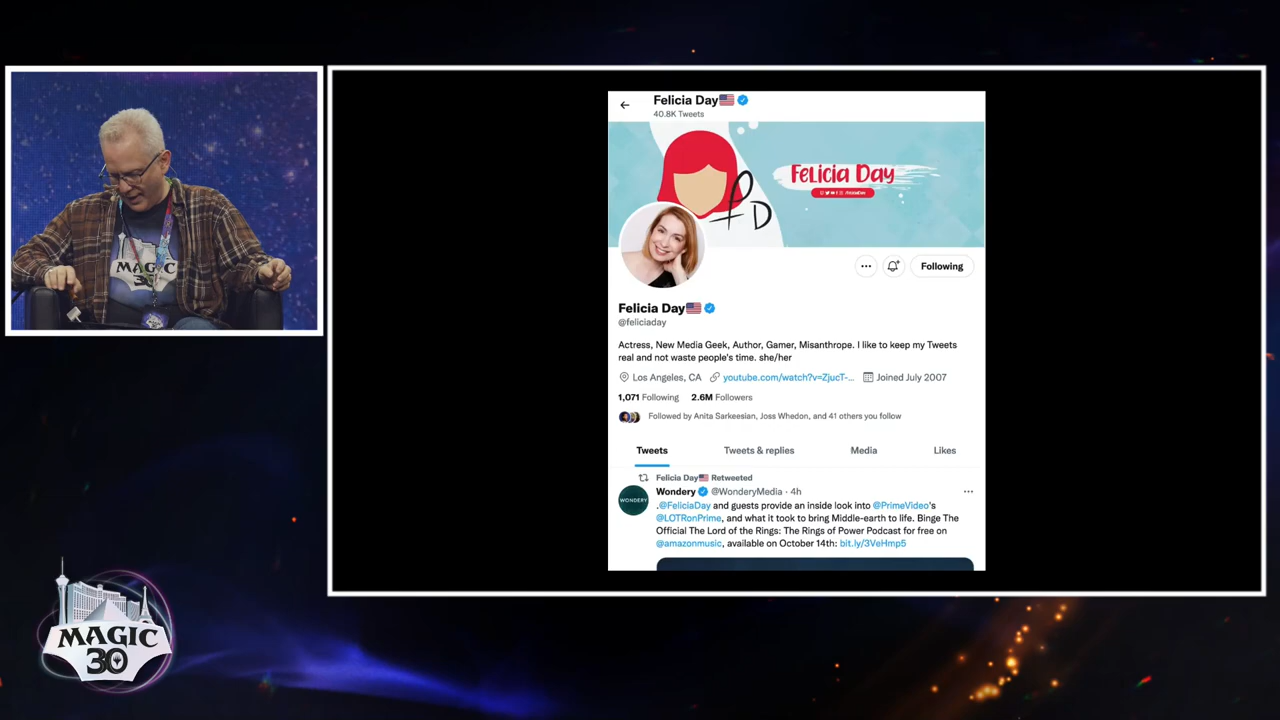 MAGIC
30
Felicia Day
40.8K Tweets
FELICIA DAY
D
Following
Felicia Day
@feliciaday
Actress, New Media Geek, Author, Gamer, Misanthrope. I like to keep my Tweets
real and not waste people's time. she/her
Los Angeles, CA youtube.com/watch?v=ZjucT-... Joined July 2007
1,071 Following 2.6M Followers
Followed by Anita Sarkeesian, Joss Whedon, and 41 others you follow
Tweets Tweets & replies Media Likes
Felicia Day Retweeted
WONDERY
Wondery @WonderyMedia · 4h
.@FeliciaDay and guests provide an inside look into @PrimeVideo's
@LOTRonPrime, and what it took to bring Middle-earth to life. Binge The
Official The Lord of the Rings: The Rings of Power Podcast for free on
@amazonmusic, available on October 14th: bit.ly/3VeHmp5
MAGIC
30